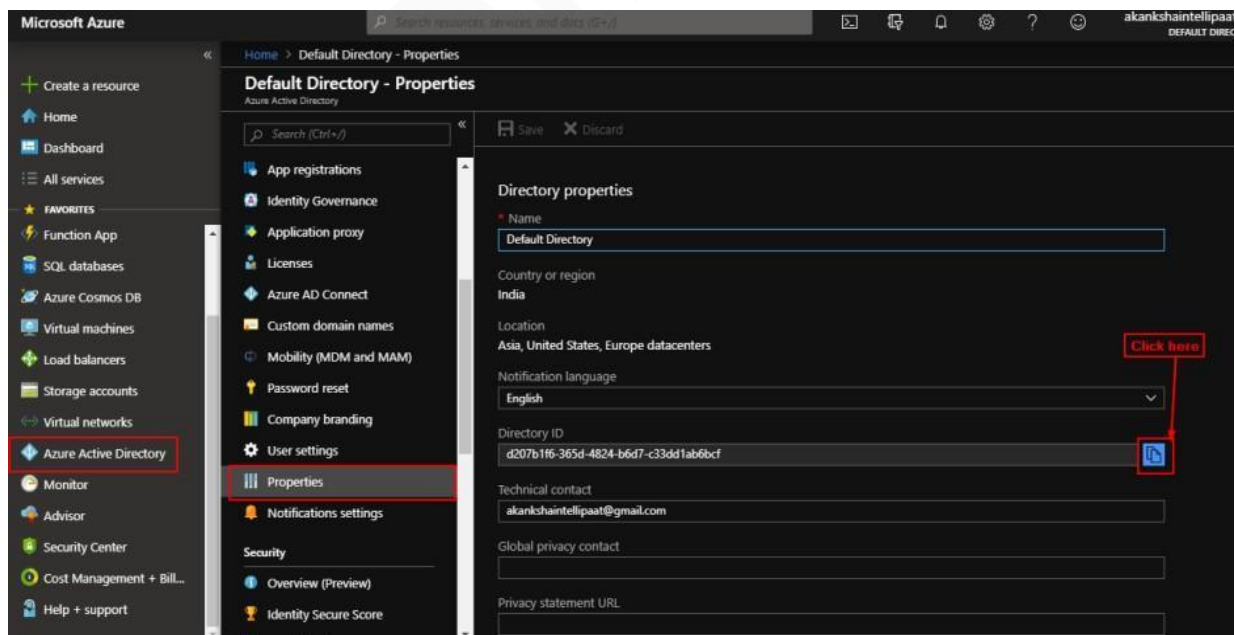 Microsoft Azure
Search resources, services, and docs (G+/)
akankshaintellipaat
DEFAULT DIREC
«
Create a resource
Home
Dashboard
All services
FAVORITES
Function App
SQL databases
Azure Cosmos DB
Virtual machines
Load balancers
Storage accounts
Virtual networks
Azure Active Directory
Monitor
Advisor
Security Center
Cost Management + Bill...
Help + support
Home > Default Directory - Properties
Default Directory - Properties
Azure Active Directory
Search (Ctrl+/)
«
App registrations
Identity Governance
Application proxy
Licenses
Azure AD Connect
Custom domain names
Mobility (MDM and MAM)
Password reset
Company branding
User settings
Properties
Notifications settings
Security
Overview (Preview)
Identity Secure Score
Save Discard
Directory properties
* Name
Default Directory
Country or region
India
Location
Asia, United States, Europe datacenters
Click here
Notification language
English
Directory ID
d207b1f6-365d-4824-b6d7-c33dd1ab6bcf
Technical contact
akankshaintellipaat@gmail.com
Global privacy contact
Privacy statement URL